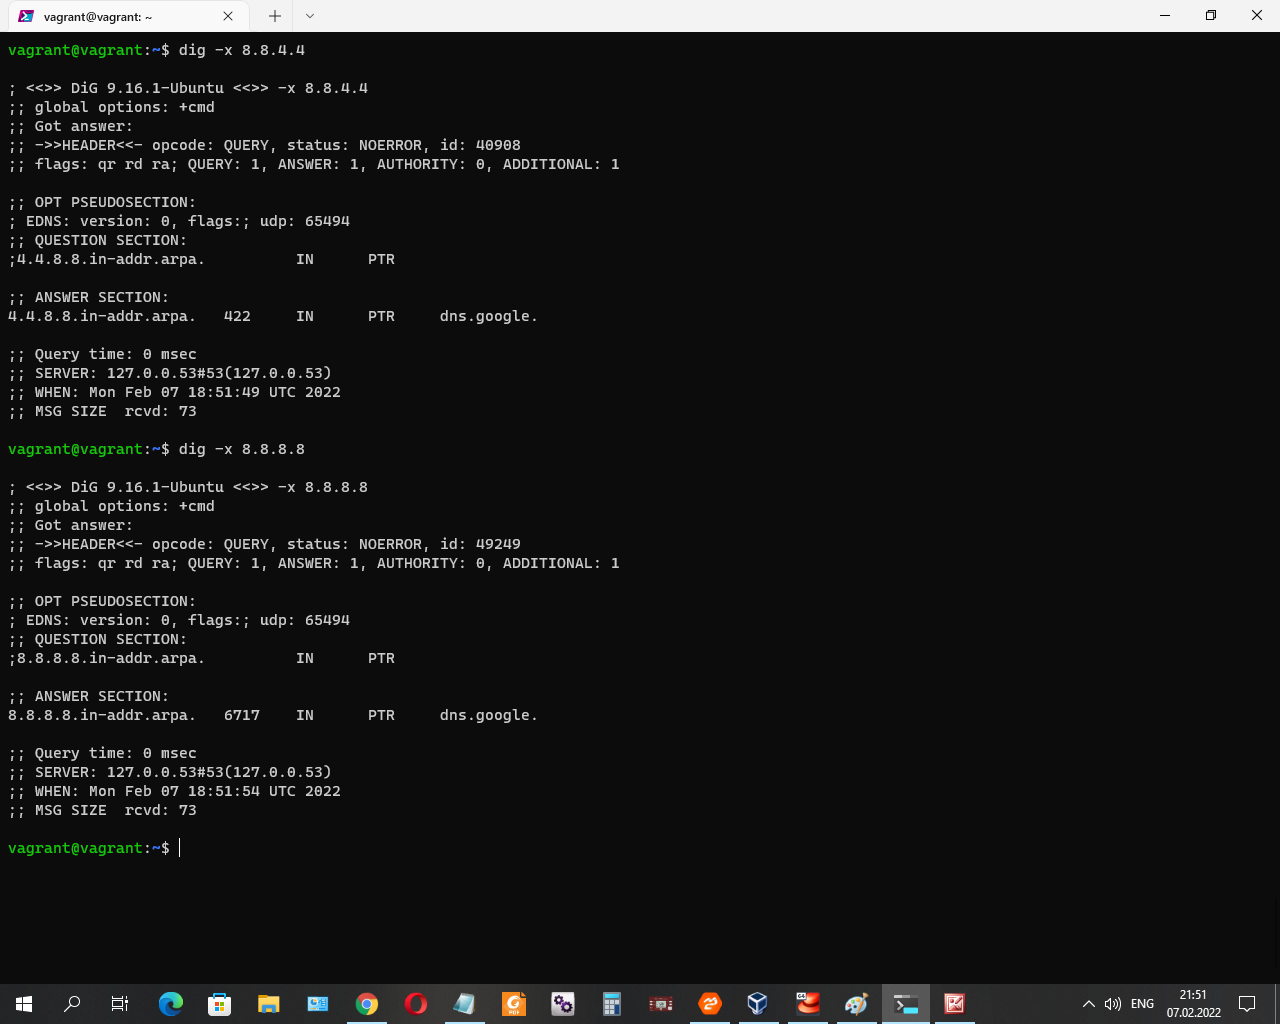 vagrant@vagrant: ~
vagrant@vagrant:~$ dig -x 8.8.4.4
; <<>> DiG 9.16.1-Ubuntu <<>> -x 8.8.4.4
;; global options: +cmd
;; Got answer:
;; ->>HEADER<<- opcode: QUERY, status: NOERROR, id: 40908
;; flags: qr rd ra; QUERY: 1, ANSWER: 1, AUTHORITY: 0, ADDITIONAL: 1
;; OPT PSEUDOSECTION:
; EDNS: version: 0, flags:; udp: 65494
;; QUESTION SECTION:
;4.4.8.8.in-addr.arpa. IN PTR
;; ANSWER SECTION:
4.4.8.8.in-addr.arpa. 422 IN PTR dns.google.
;; Query time: 0 msec
;; SERVER: 127.0.0.53#53(127.0.0.53)
;; WHEN: Mon Feb 07 18:51:49 UTC 2022
;; MSG SIZE  rcvd: 73
vagrant@vagrant:~$ dig -x 8.8.8.8
; <<>> DiG 9.16.1-Ubuntu <<>> -x 8.8.8.8
;; global options: +cmd
;; Got answer:
;; ->>HEADER<<- opcode: QUERY, status: NOERROR, id: 49249
;; flags: qr rd ra; QUERY: 1, ANSWER: 1, AUTHORITY: 0, ADDITIONAL: 1
;; OPT PSEUDOSECTION:
; EDNS: version: 0, flags:; udp: 65494
;; QUESTION SECTION:
;8.8.8.8.in-addr.arpa. IN PTR
;; ANSWER SECTION:
8.8.8.8.in-addr.arpa. 6717 IN PTR dns.google.
;; Query time: 0 msec
;; SERVER: 127.0.0.53#53(127.0.0.53)
;; WHEN: Mon Feb 07 18:51:54 UTC 2022
;; MSG SIZE  rcvd: 73
vagrant@vagrant:~$
ENG
21:51
07.02.2022